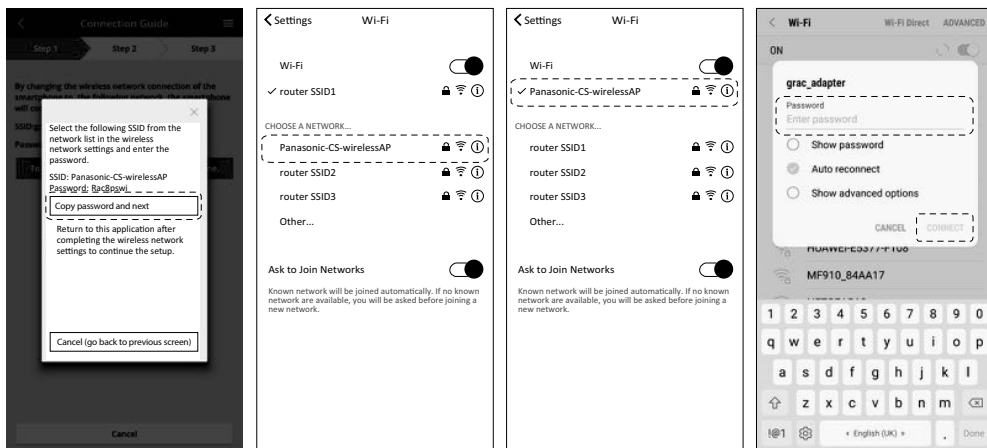 Connection Guide
Step 1
Step 2
Step 3
By changing the wireless network connection of the
smartphone to the following network, the smartphone
will
SSID:
Select the following SSID from the
network list in the wireless
network settings and enter the
password.
SSID: Panasonic-CS-wirelessAP
Password: Rac8pswi
Copy password and next
Return to this application after
completing the wireless network
settings to continue the setup.
Cancel (go back to previous screen)
Cancel
Settings
Wi-Fi
Wi-Fi
router SSID1
CHOOSE A NETWORK...
Panasonic-CS-wirelessAP
router SSID2
router SSID3
Other...
Ask to Join Networks
Known network will be joined automatically. If no known
network are available, you will be asked before joining a
new network.
Settings
Wi-Fi
Wi-Fi
Panasonic-CS-wirelessAP
CHOOSE A NETWORK...
router SSID1
router SSID2
router SSID3
Other...
Ask to Join Networks
Known network will be joined automatically. If no known
network are available, you will be asked before joining a
new network.
Wi-Fi
Wi-Fi Direct
ADVANCED
ON
grac_adapter
Password
Enter password
Show password
Auto reconnect
Show advanced options
CANCEL
CONNECT
HUAWEI-E5377-F108
MF910_84AA17
1 2 3 4 5 6 7 8 9 0
q w e r t y u i o p
a s d f g h j k l
z x c v b n m
!@1
English (UK)
.
Done